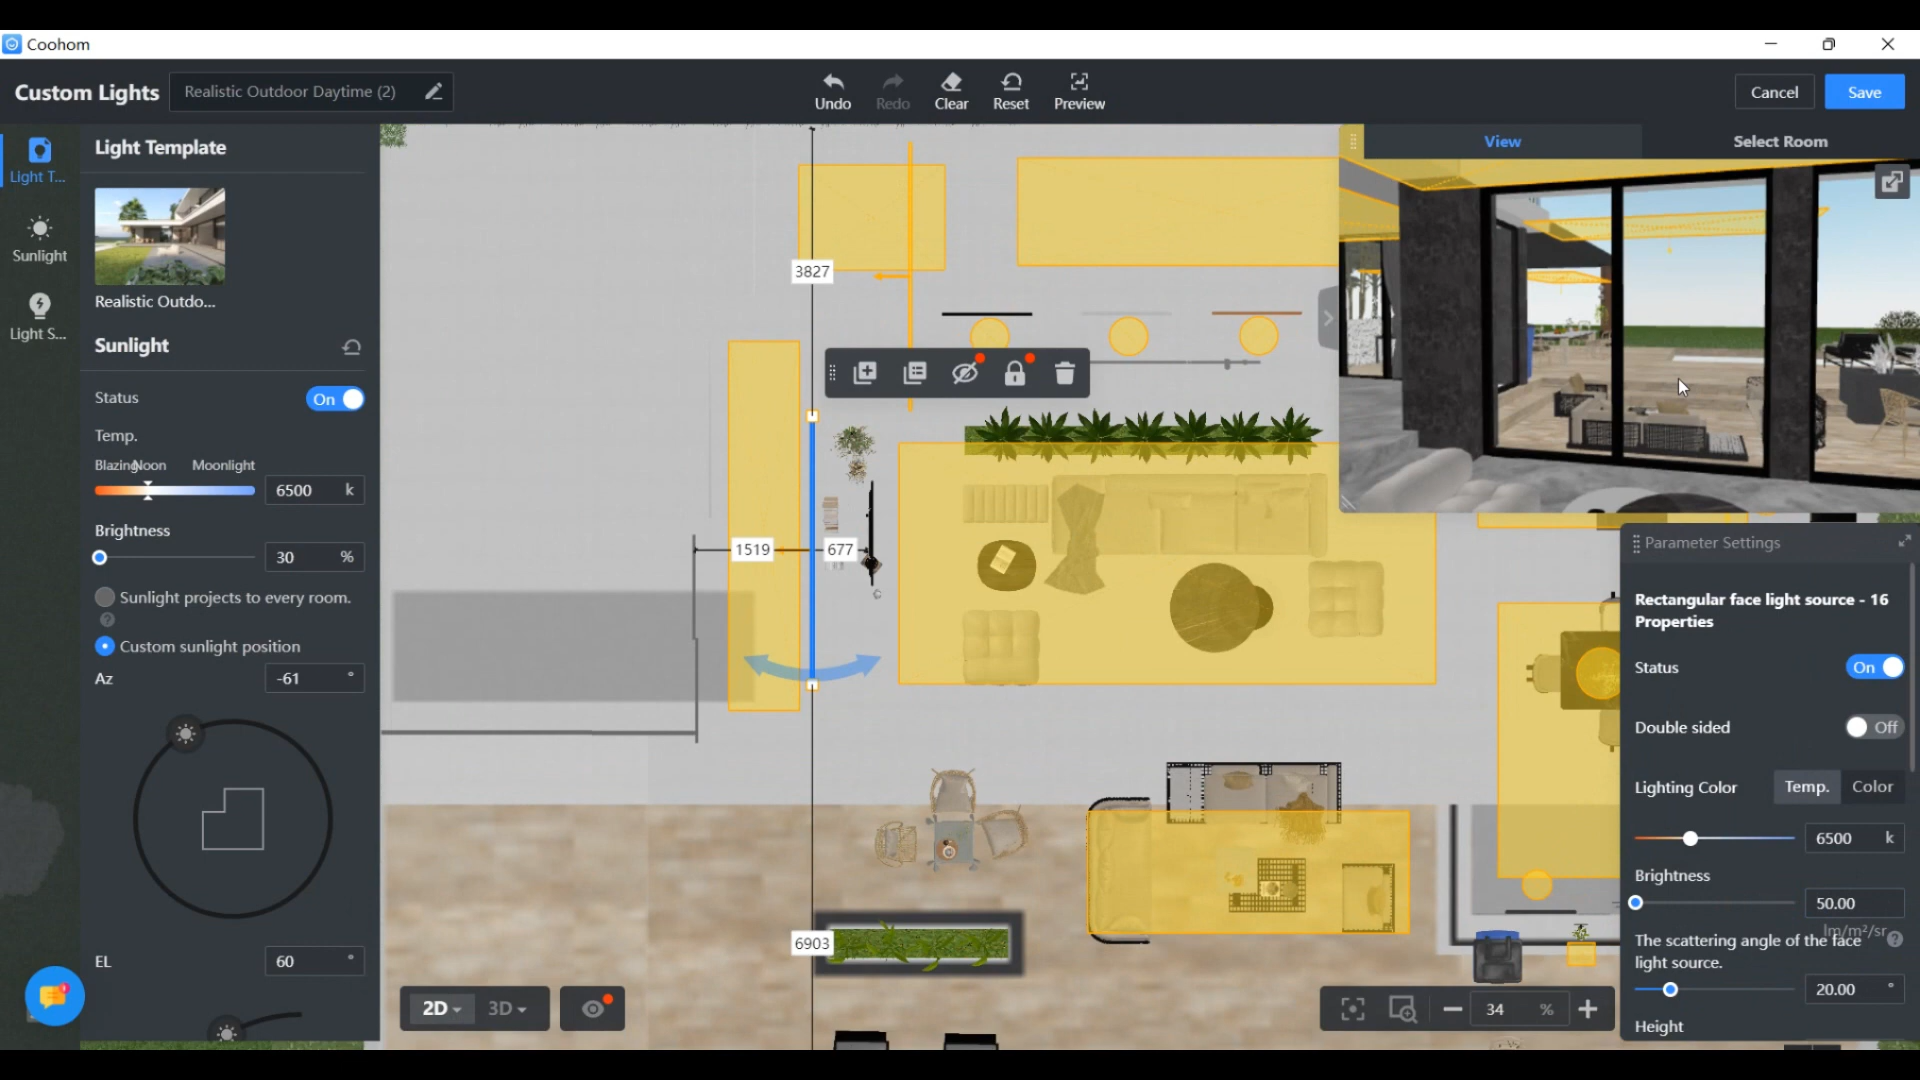 Coohom
Custom Lights
Realistic Outdoor Daytime (2)
Undo
Redo
Clear
Reset
Preview
Cancel
Save
Light T...
Sunlight
Light S...
Light Template
Realistic Outdo...
Sunlight
Status
On
Temp.
Blazing
Noon
Moonlight
6500 k
Brightness
30 %
Sunlight projects to every room.
Custom sunlight position
Az
-61 °
EL
60 °
3827
1519
677
6903
2D
3D
34 %
View
Select Room
Parameter Settings
Rectangular face light source - 16
Properties
Status
On
Double sided
Off
Lighting Color
Temp.
Color
6500 k
Brightness
50.00
lm/m²/sr
The scattering angle of the face
light source.
20.00 °
Height